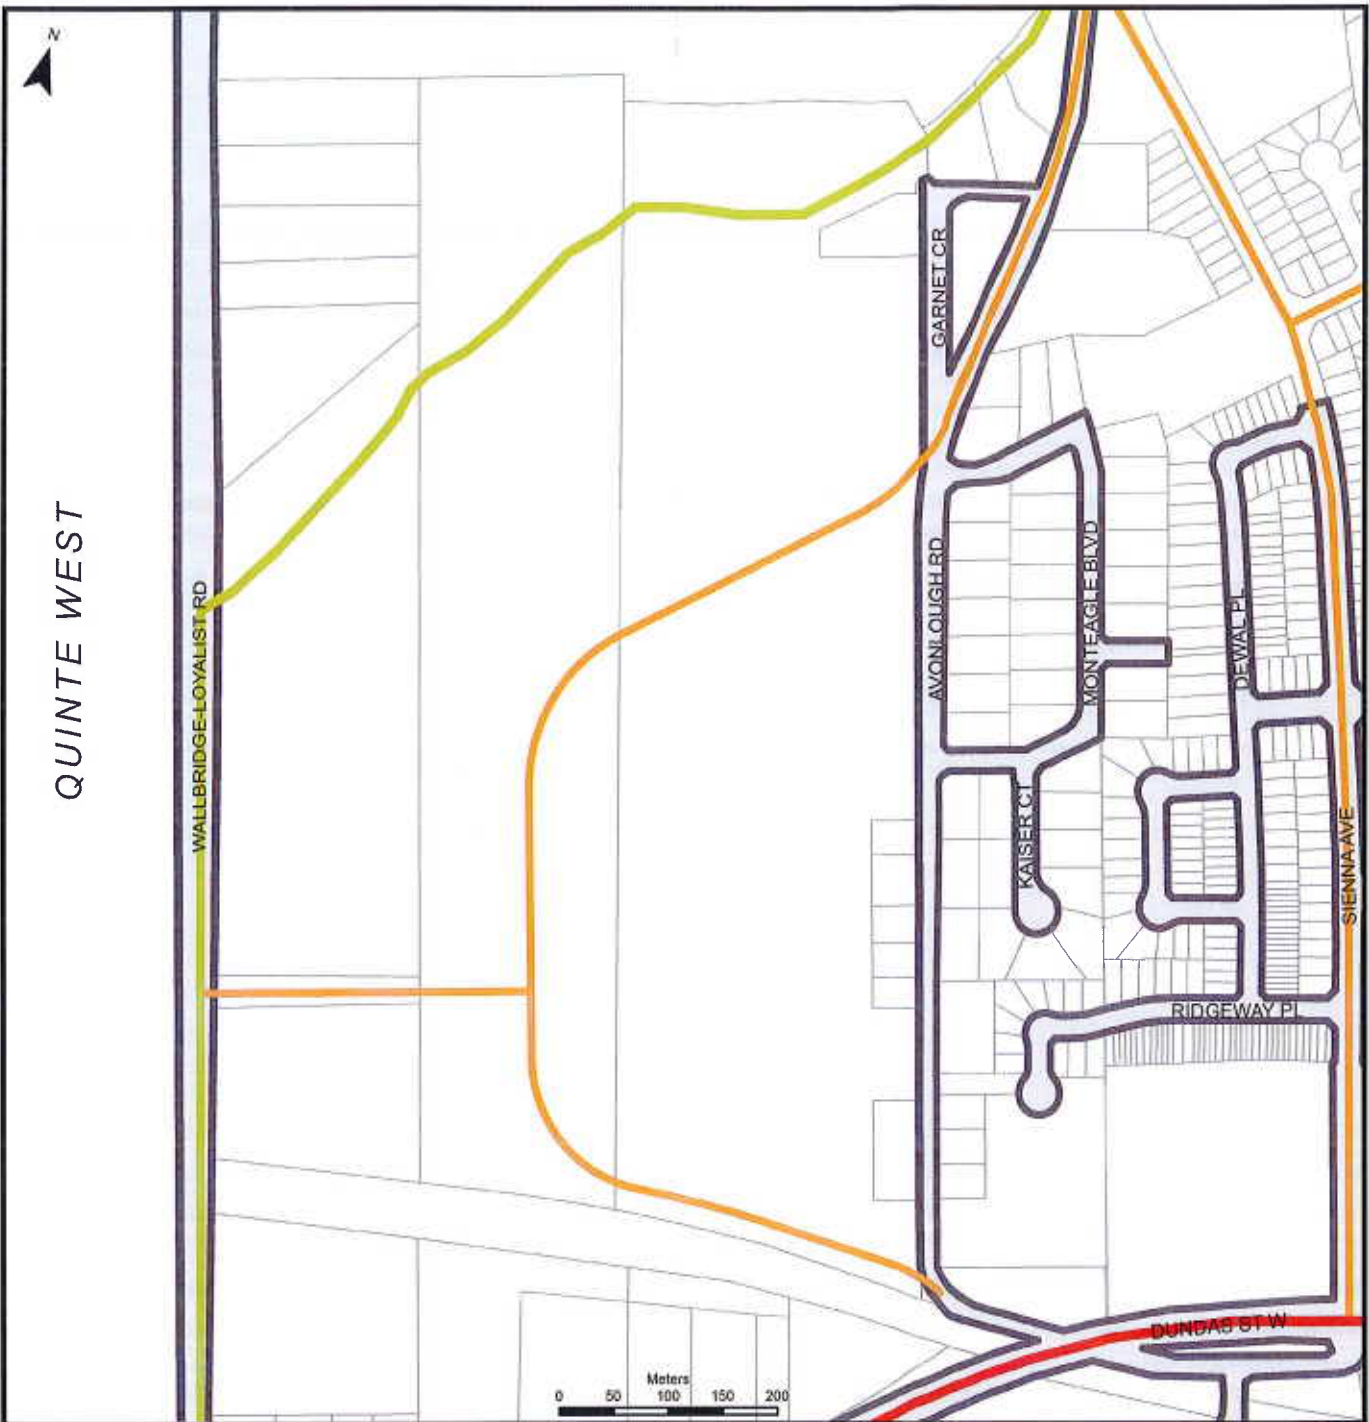 N
GARNET CR
QUINTE WEST
WALLBRIDGE-LOYALIST RD
AVONLOUGH RD
MONTEAGLE BLVD
DEWAL PL
KAISER CT
SIENNA AVE
RIDGEWAY PL
DUNDAS ST W
Meters
0 50 100 150 200